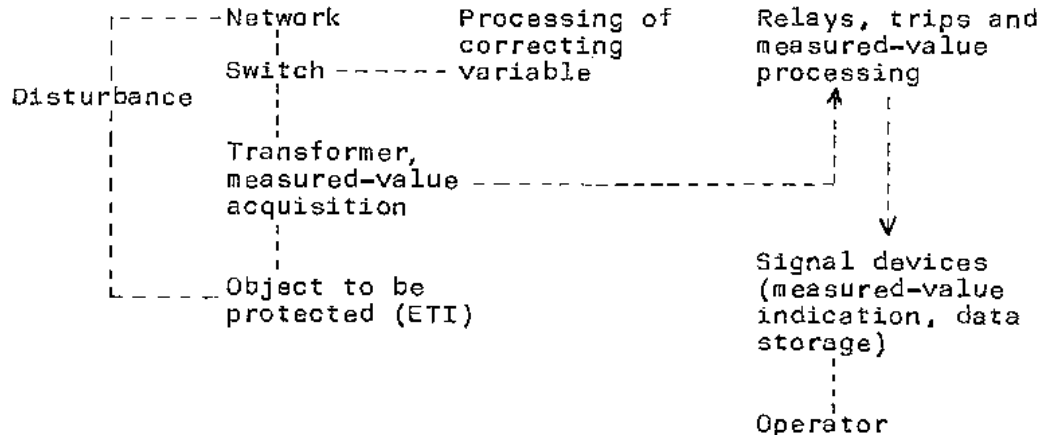 Network
Switch
Disturbance
Transformer,
measured-value
acquisition
Object to be
protected (ETI)
Processing of
correcting
variable
Relays, trips and
measured-value
processing
Signal devices
(measured-value
indication, data
storage)
Operator